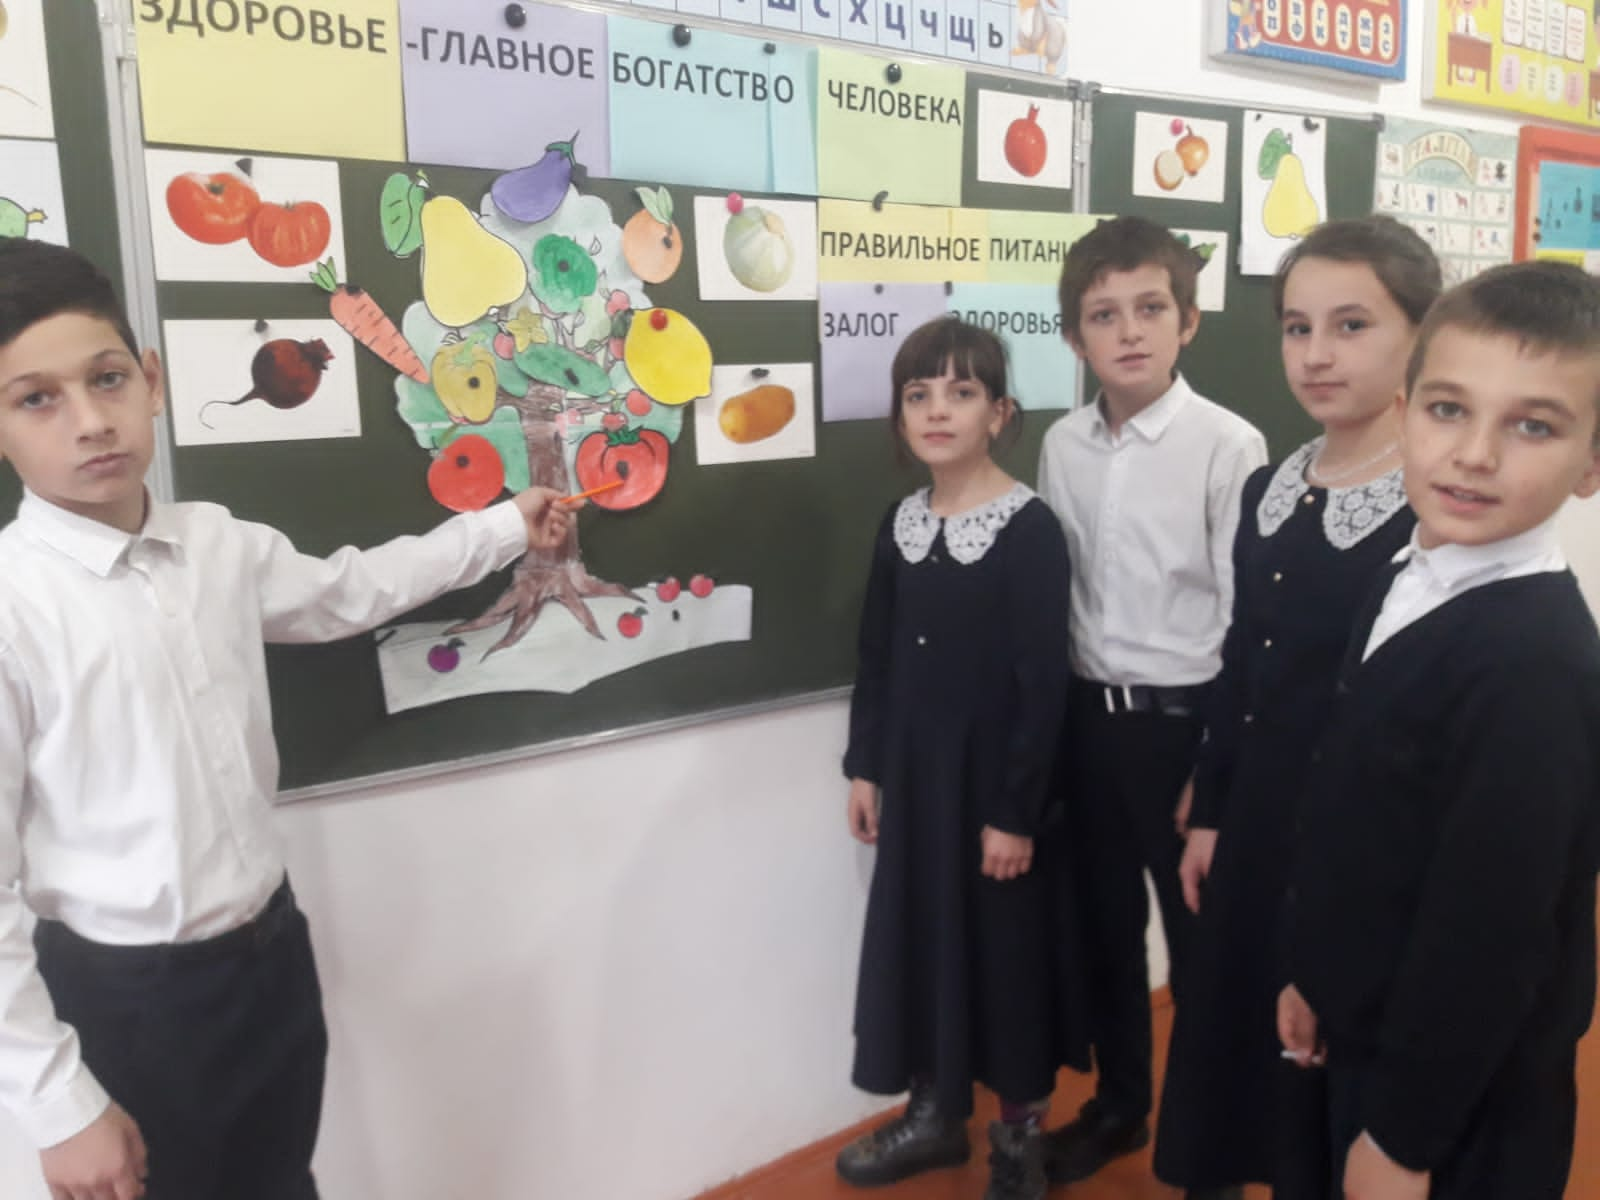 Ш С Х Ц Ч Щ Ь
ЗДОРОВЬЕ -ГЛАВНОЕ БОГАТСТВО ЧЕЛОВЕКА
ПРАВИЛЬНОЕ ПИТАНИ
ЗАЛОГ ЗДОРОВЬЯ